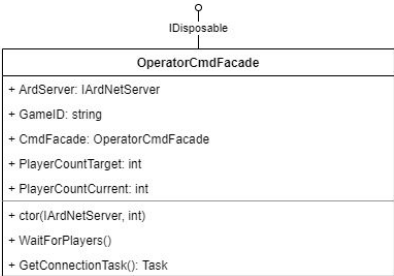 IDisposable
OperatorCmdFacade
+ ArdServer: IArdNetServer
+ GameID: string
+ CmdFacade: OperatorCmdFacade
+ PlayerCountTarget: int
+ PlayerCountCurrent: int
+ ctor(IArdNetServer, int)
+ WaitForPlayers()
+ GetConnectionTask(): Task